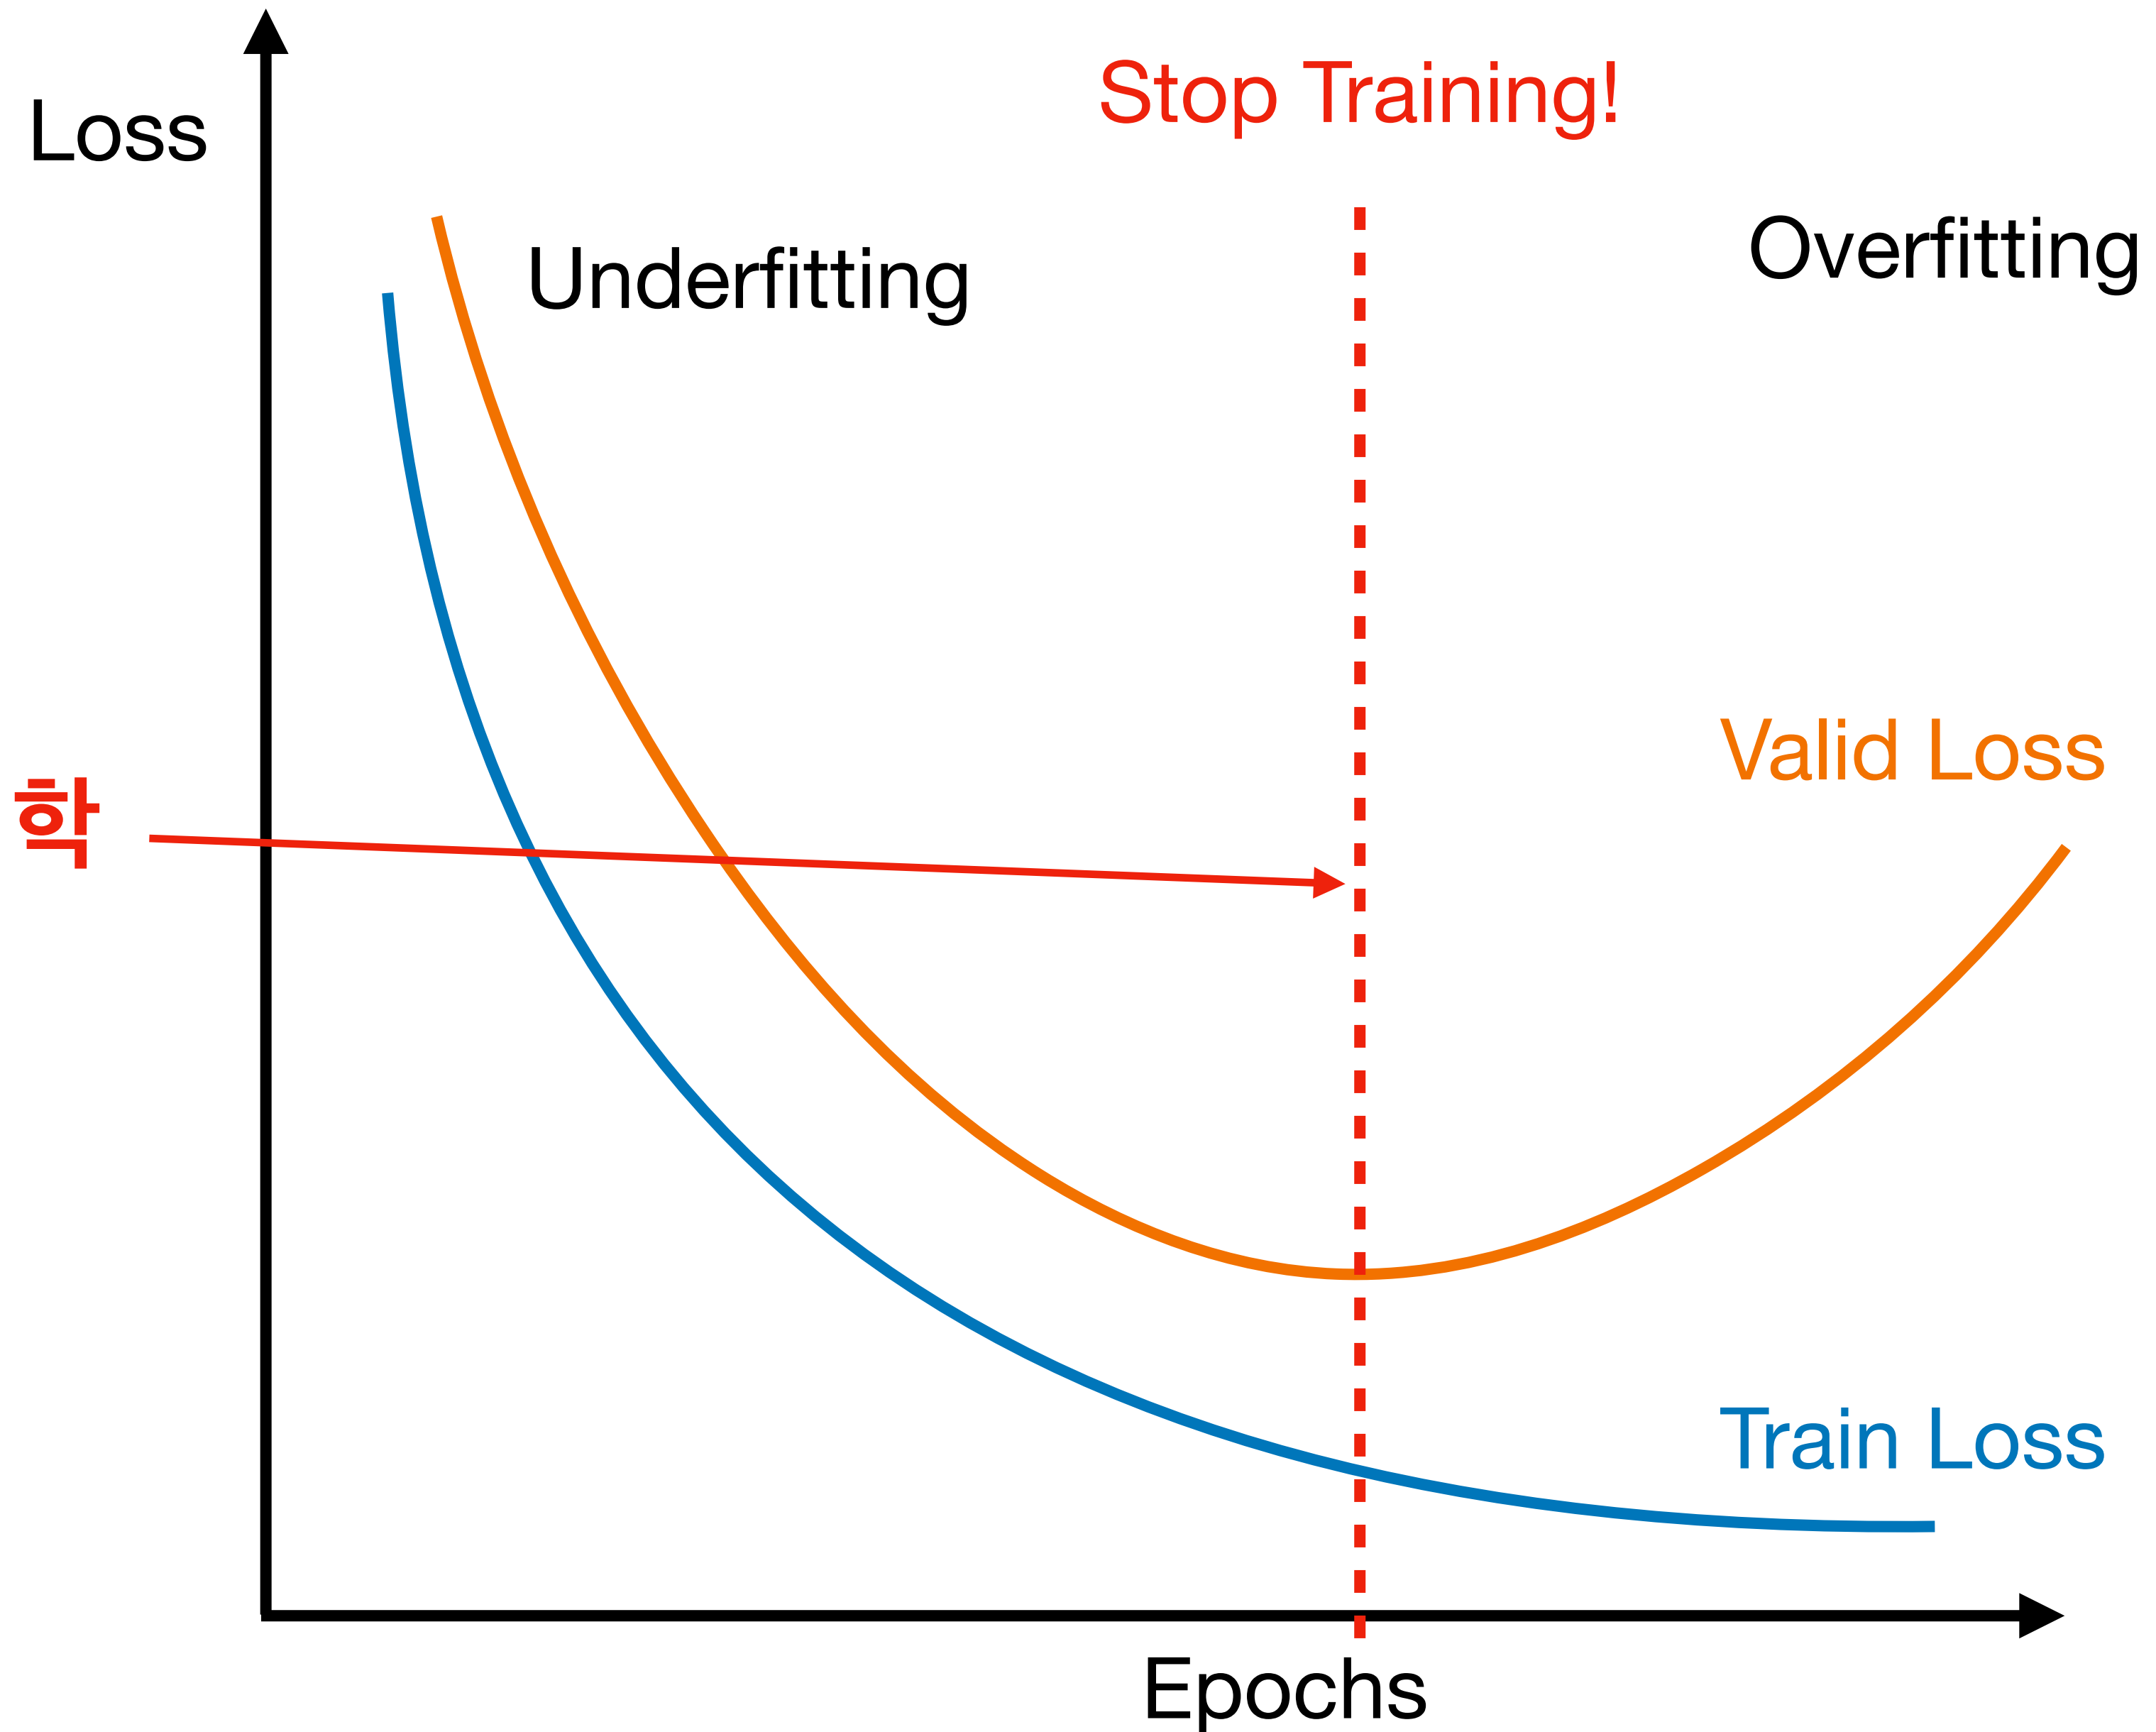 Stop Training!
Loss
Underfitting
Overfitting
Valid Loss
학
Train Loss
Epochs